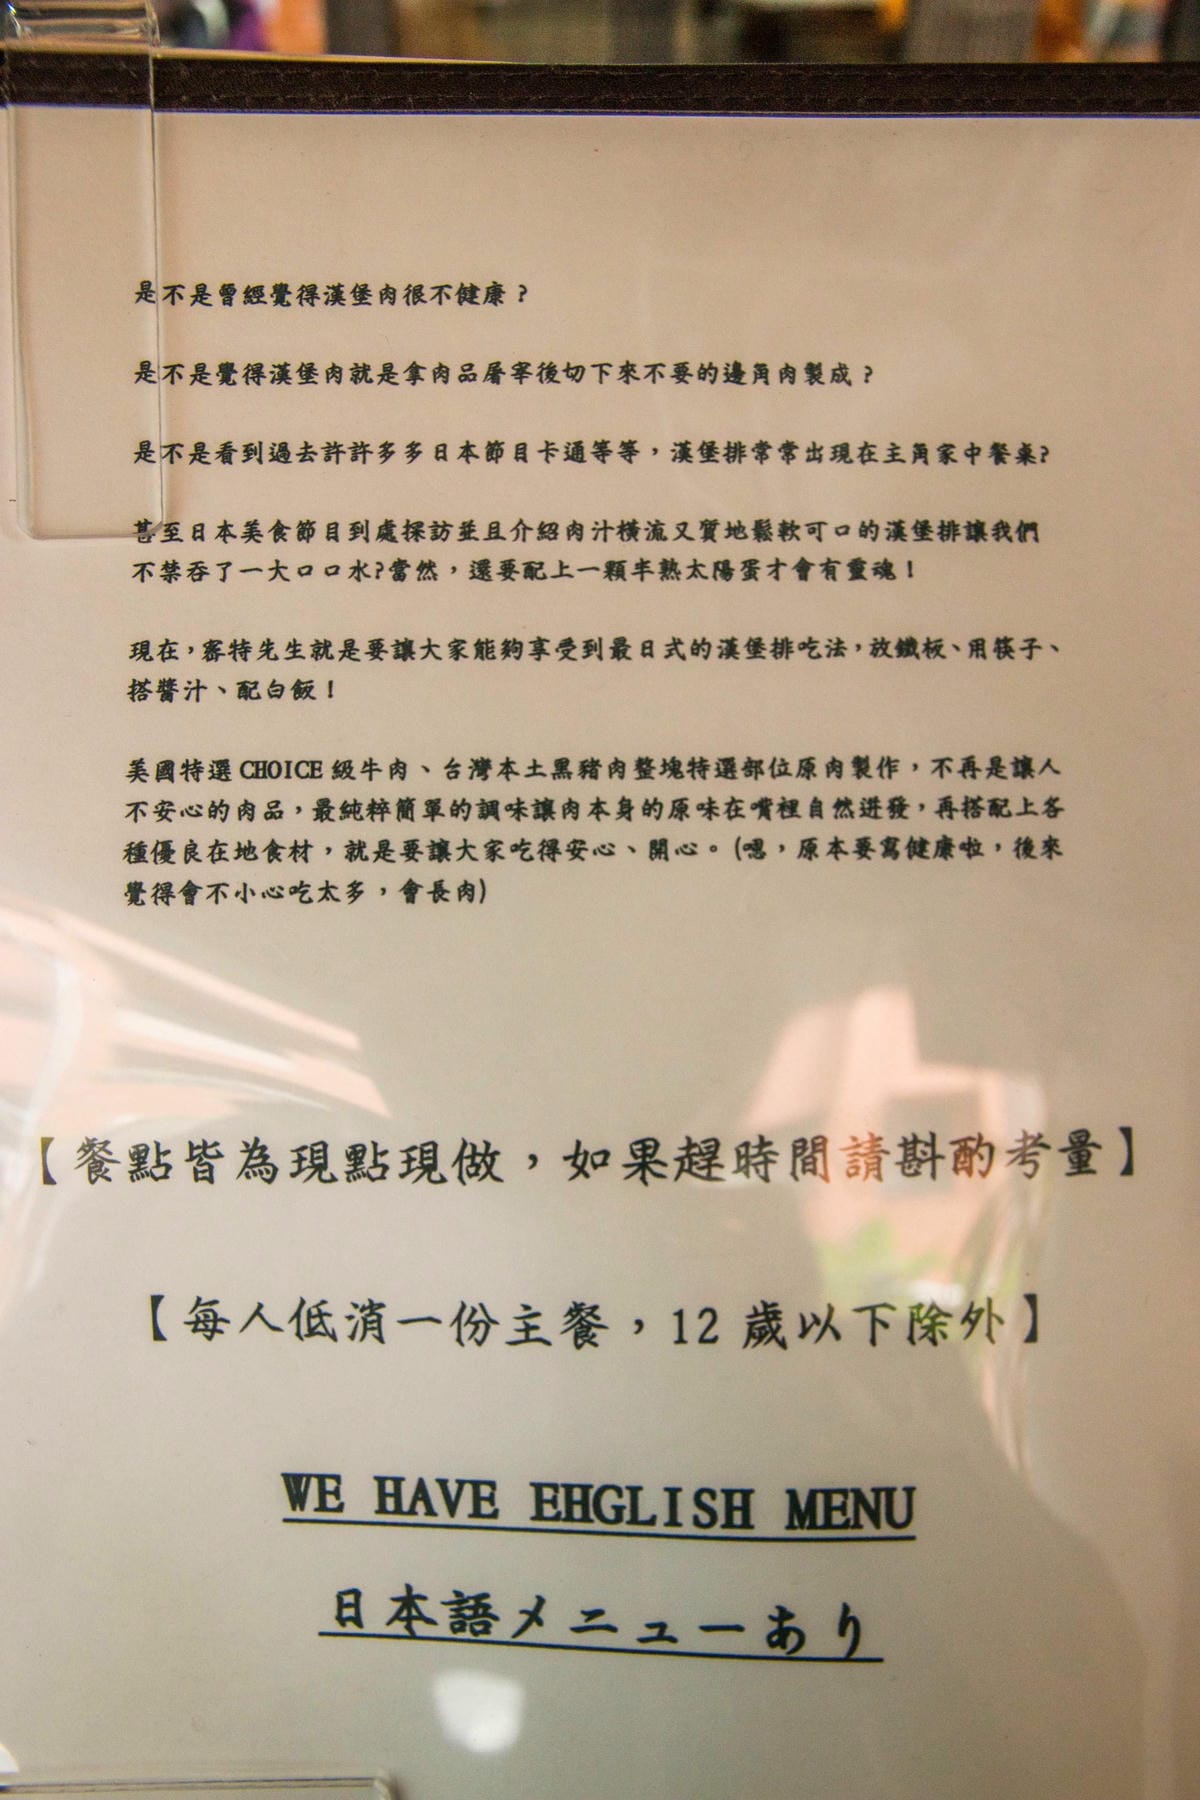 是不是曾經覺得漢堡肉很不健康?
是不是覺得漢堡肉就是拿肉品屠宰後切下來不要的邊角肉製成?
是不是看到過去許許多多日本節目卡通等等，漢堡排常常出現在主角家中餐桌?
甚至日本美食節目到處探訪並且介紹肉汁橫流又質地鬆軟可口的漢堡排讓我們
不禁吞了一大口口水?當然，還要配上一顆半熟太陽蛋才會有靈魂！
現在，審特先生就是要讓大家能夠享受到最日式的漢堡排吃法，放鐵板、用筷子、
搭醬汁、配白飯！
美國特選 CHOICE 級牛肉、台灣本土黑豬肉整塊特選部位原肉製作，不再是讓人
不安心的肉品，最純粹簡單的調味讓肉本身的原味在嘴裡自然迸發，再搭配上各
種優良在地食材，就是要讓大家吃得安心、開心。(嗯，原本要寫健康啦，後來
覺得會不小心吃太多，會長肉)
【餐點皆為現點現做，如果趕時間請斟酌考量】
【每人低消一份主餐，12 歲以下除外】
WE HAVE EHGLISH MENU
日本語メニューあり